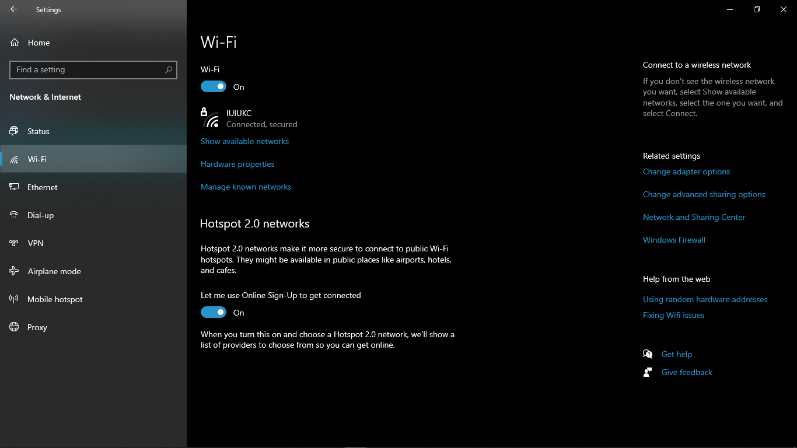 Settings
Home
Find a setting
Network & Internet
Status
Wi-Fi
Ethernet
Dial-up
VPN
Airplane mode
Mobile hotspot
Proxy
Wi-Fi
Wi-Fi
On
IUIUKC
Connected, secured
Show available networks
Hardware properties
Manage known networks
Hotspot 2.0 networks
Hotspot 2.0 networks make it more secure to connect to public Wi-Fi
hotspots. They might be available in public places like airports, hotels,
and cafes.
Let me use Online Sign-Up to get connected
On
When you turn this on and choose a Hotspot 2.0 network, we'll show a
list of providers to choose from so you can get online.
Connect to a wireless network
If you don't see the wireless network
you want, select Show available
networks, select the one you want, and
select Connect.
Related settings
Change adapter options
Change advanced sharing options
Network and Sharing Center
Windows Firewall
Help from the web
Using random hardware addresses
Fixing Wifi issues
Get help
Give feedback